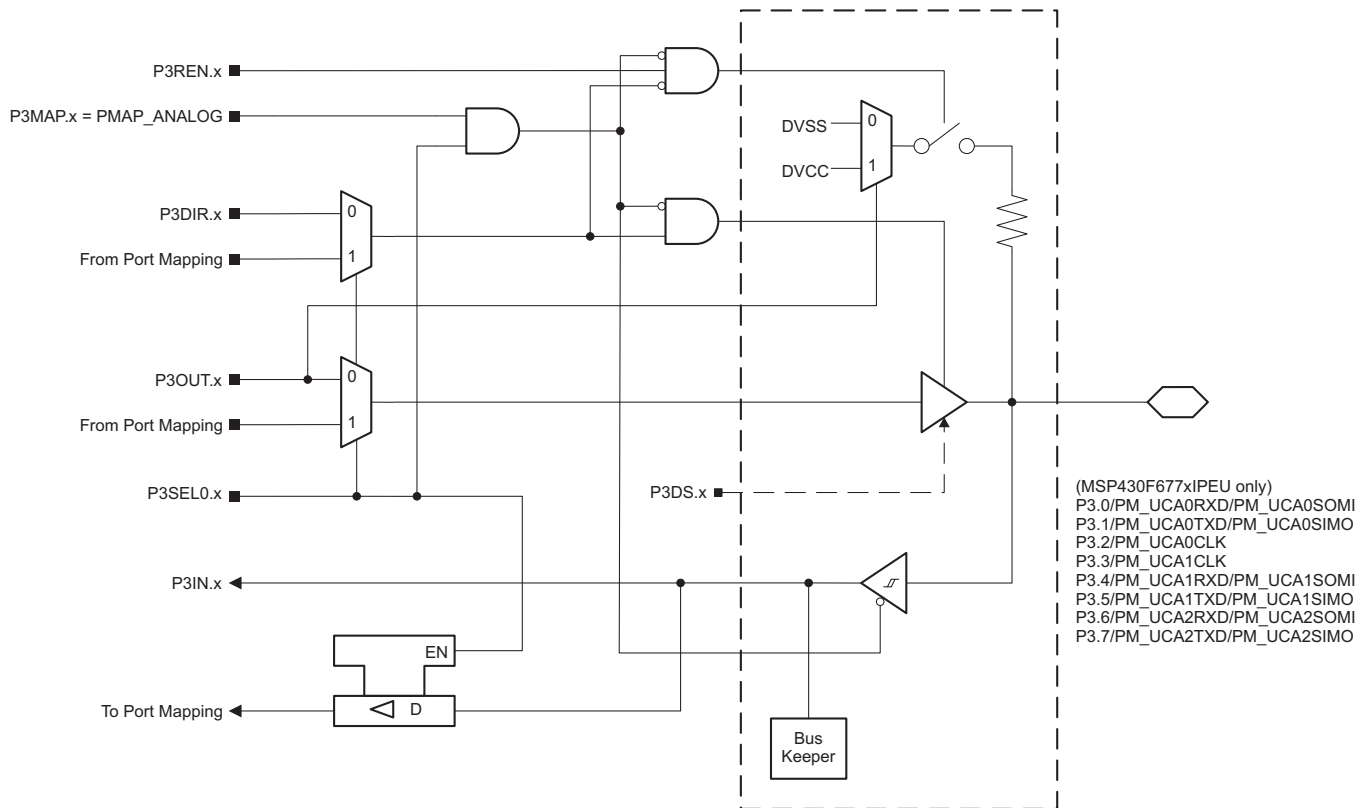 P3REN.x
P3MAP.x = PMAP_ANALOG
DVSS
0
DVCC
1
P3DIR.x
0
From Port Mapping
1
P3OUT.x
0
From Port Mapping
1
P3SEL0.x
P3DS.x
(MSP430F677xIPEU only)
P3.0/PM_UCA0RXD/PM_UCA0SOMI
P3.1/PM_UCA0TXD/PM_UCA0SIMO
P3.2/PM_UCA0CLK
P3.3/PM_UCA1CLK
P3.4/PM_UCA1RXD/PM_UCA1SOMI
P3.5/PM_UCA1TXD/PM_UCA1SIMO
P3.6/PM_UCA2RXD/PM_UCA2SOMI
P3.7/PM_UCA2TXD/PM_UCA2SIMO
P3IN.x
EN
To Port Mapping
D
Bus
Keeper